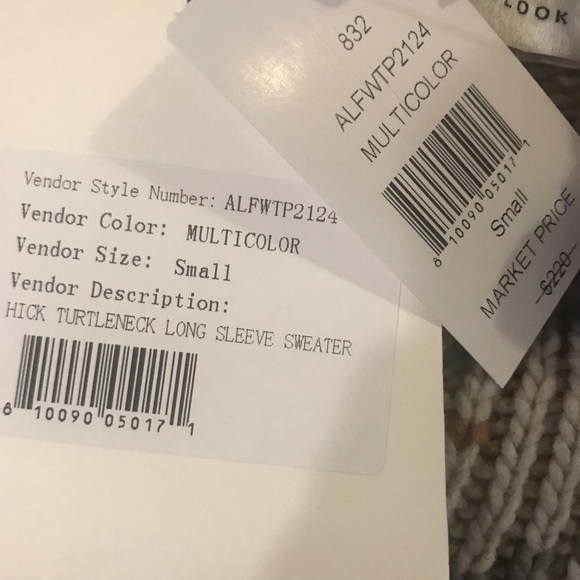 LOOK
832
ALFWTP2124
MULTICOLOR
8 10090 05017 1
Small
MARKET PRICE
$220
Vendor Style Number: ALFWTP2124
Vendor Color: MULTICOLOR
Vendor Size: Small
Vendor Description:
HICK TURTLENECK LONG SLEEVE SWEATER
8 10090 05017 1